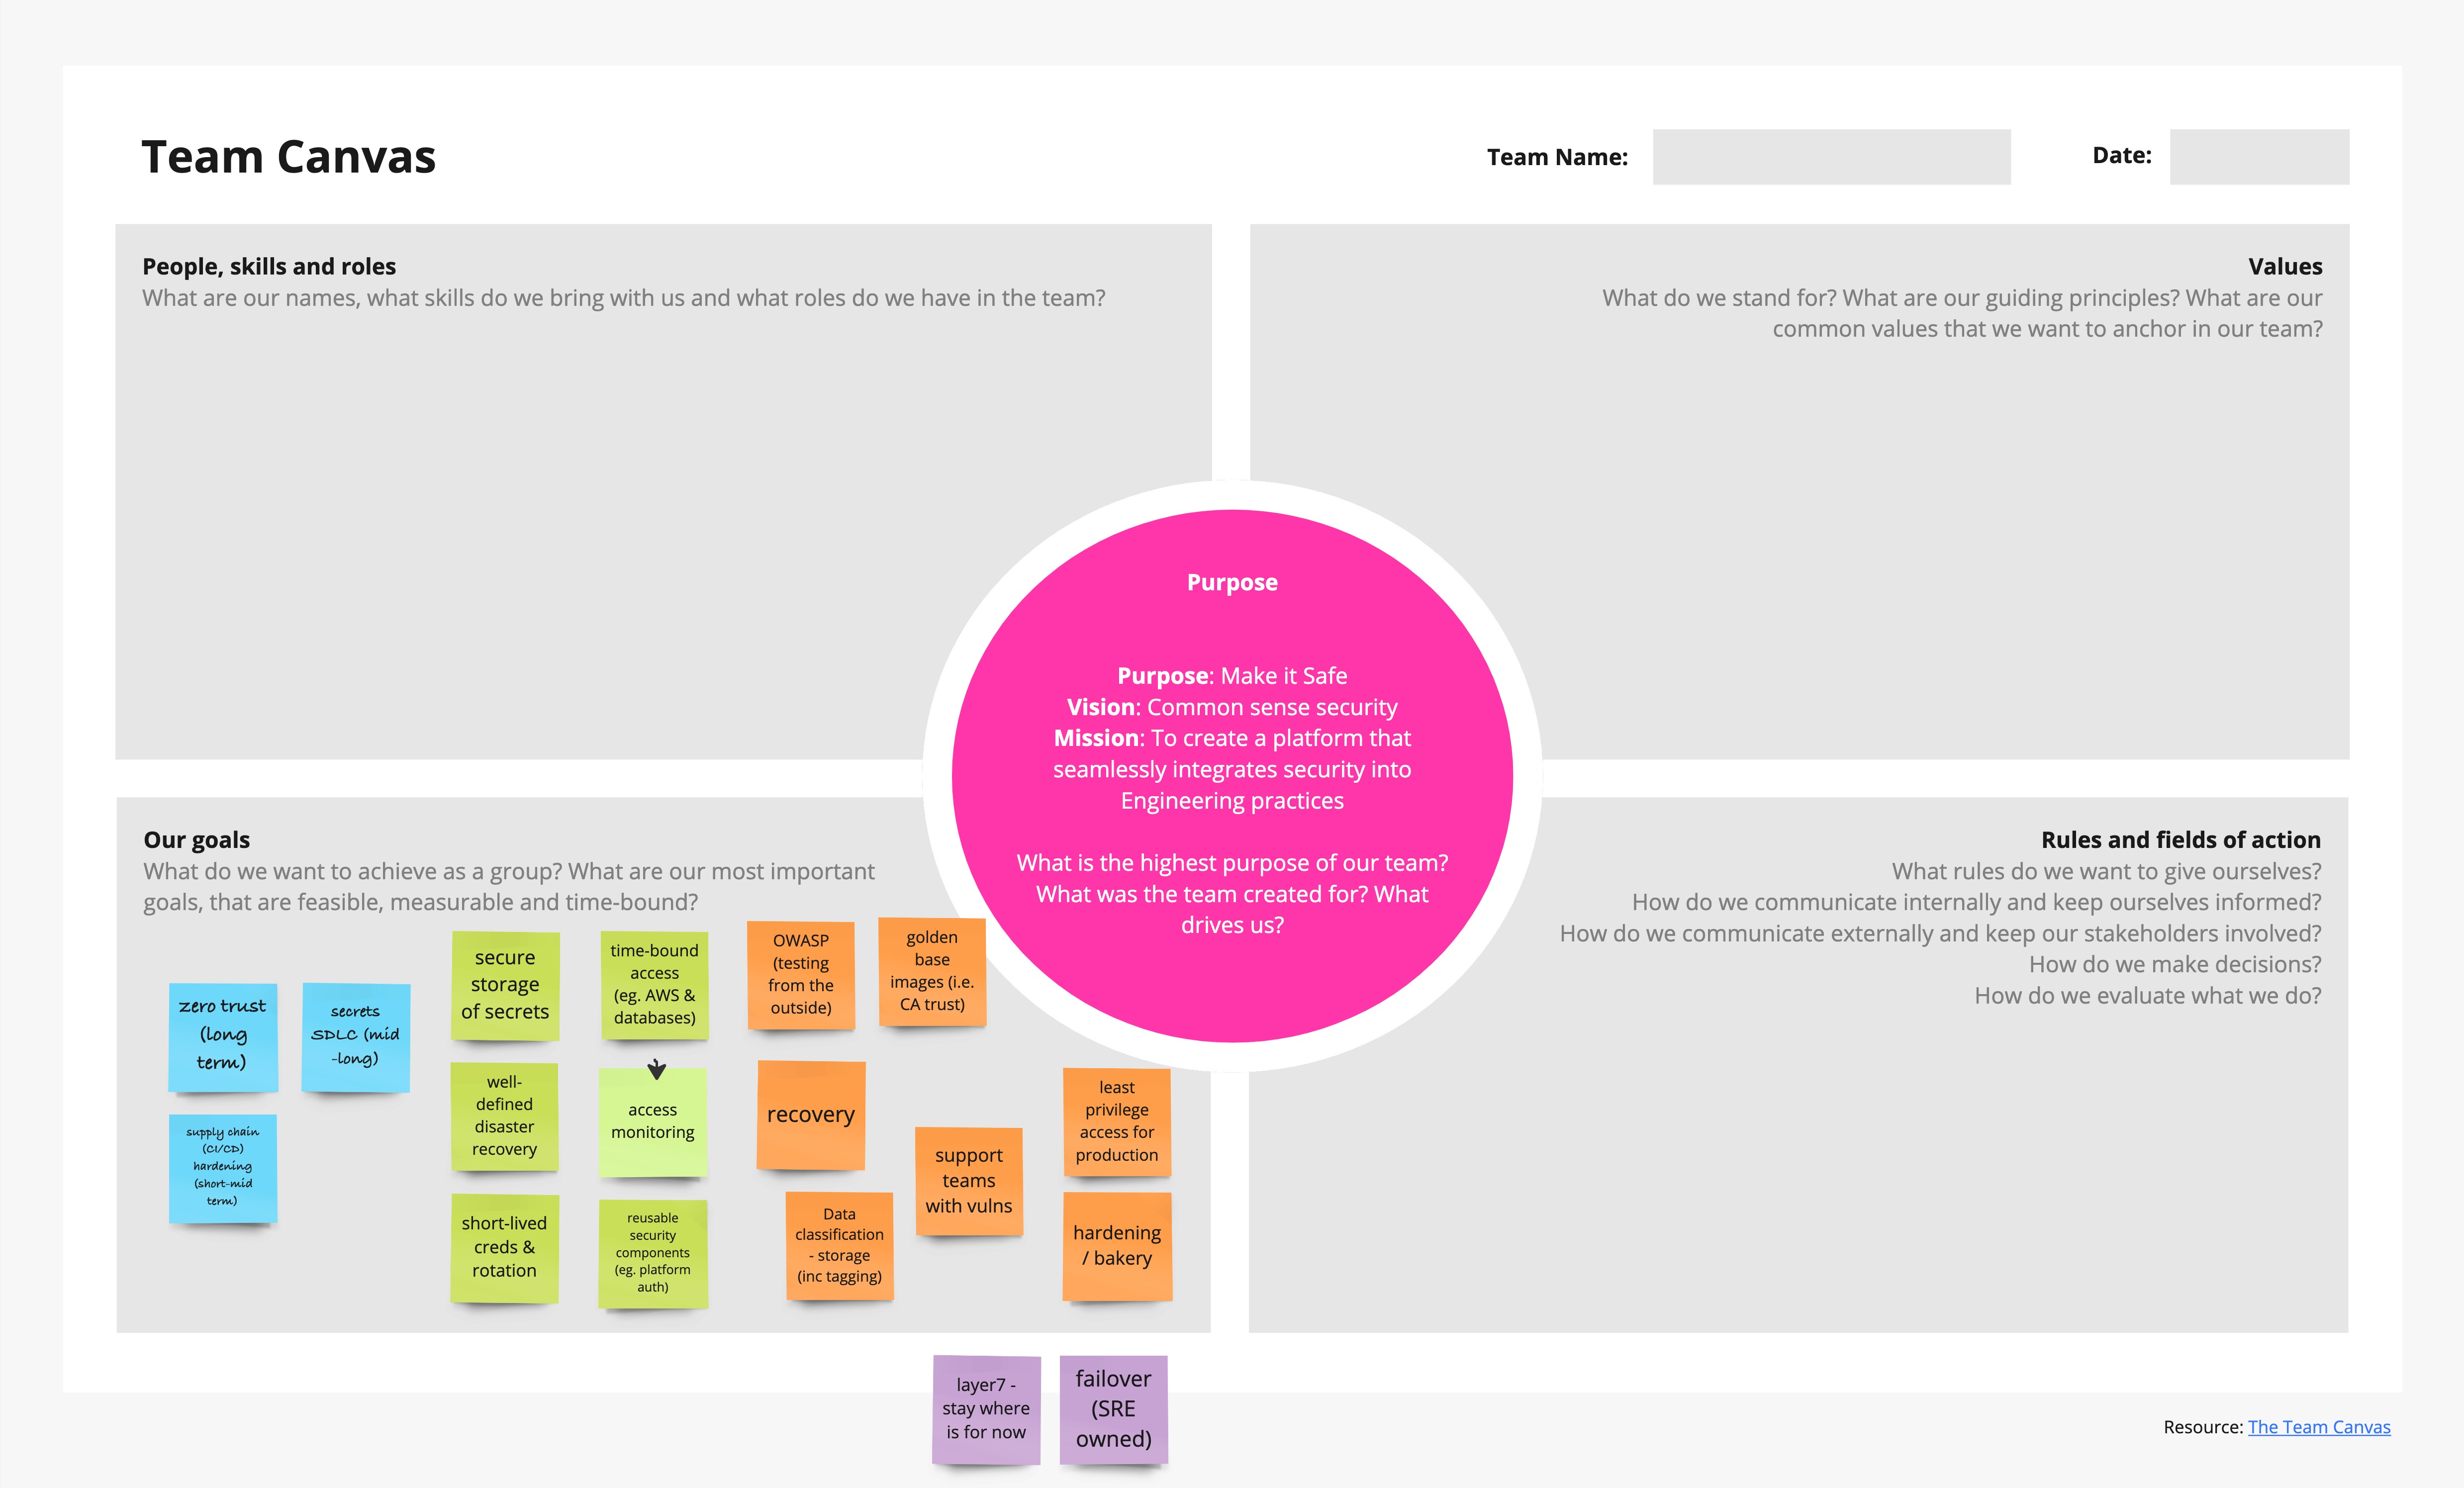 Team Canvas
Team Name:
Date:
People, skills and roles
What are our names, what skills do we bring with us and what roles do we have in the team?
Values
What do we stand for? What are our guiding principles? What are our
common values that we want to anchor in our team?
Purpose
Purpose: Make it Safe
Vision: Common sense security
Mission: To create a platform that
seamlessly integrates security into
Engineering practices
What is the highest purpose of our team?
What was the team created for? What
drives us?
Our goals
What do we want to achieve as a group? What are our most important
goals, that are feasible, measurable and time-bound?
zero trust
(long
term)
secrets
SDLC (mid
-long)
supply chain
(CI/CD)
hardening
(short-mid
term)
secure
storage
of secrets
time-bound
access
(eg. AWS &
databases)
OWASP
(testing
from the
outside)
golden
base
images (i.e.
CA trust)
well-
defined
disaster
recovery
access
monitoring
recovery
support
teams
with vulns
least
privilege
access for
production
short-lived
creds &
rotation
reusable
security
components
(eg. platform
auth)
Data
classification
- storage
(inc tagging)
hardening
/ bakery
Rules and fields of action
What rules do we want to give ourselves?
How do we communicate internally and keep ourselves informed?
How do we communicate externally and keep our stakeholders involved?
How do we make decisions?
How do we evaluate what we do?
layer7 -
stay where
is for now
failover
(SRE
owned)
Resource: The Team Canvas